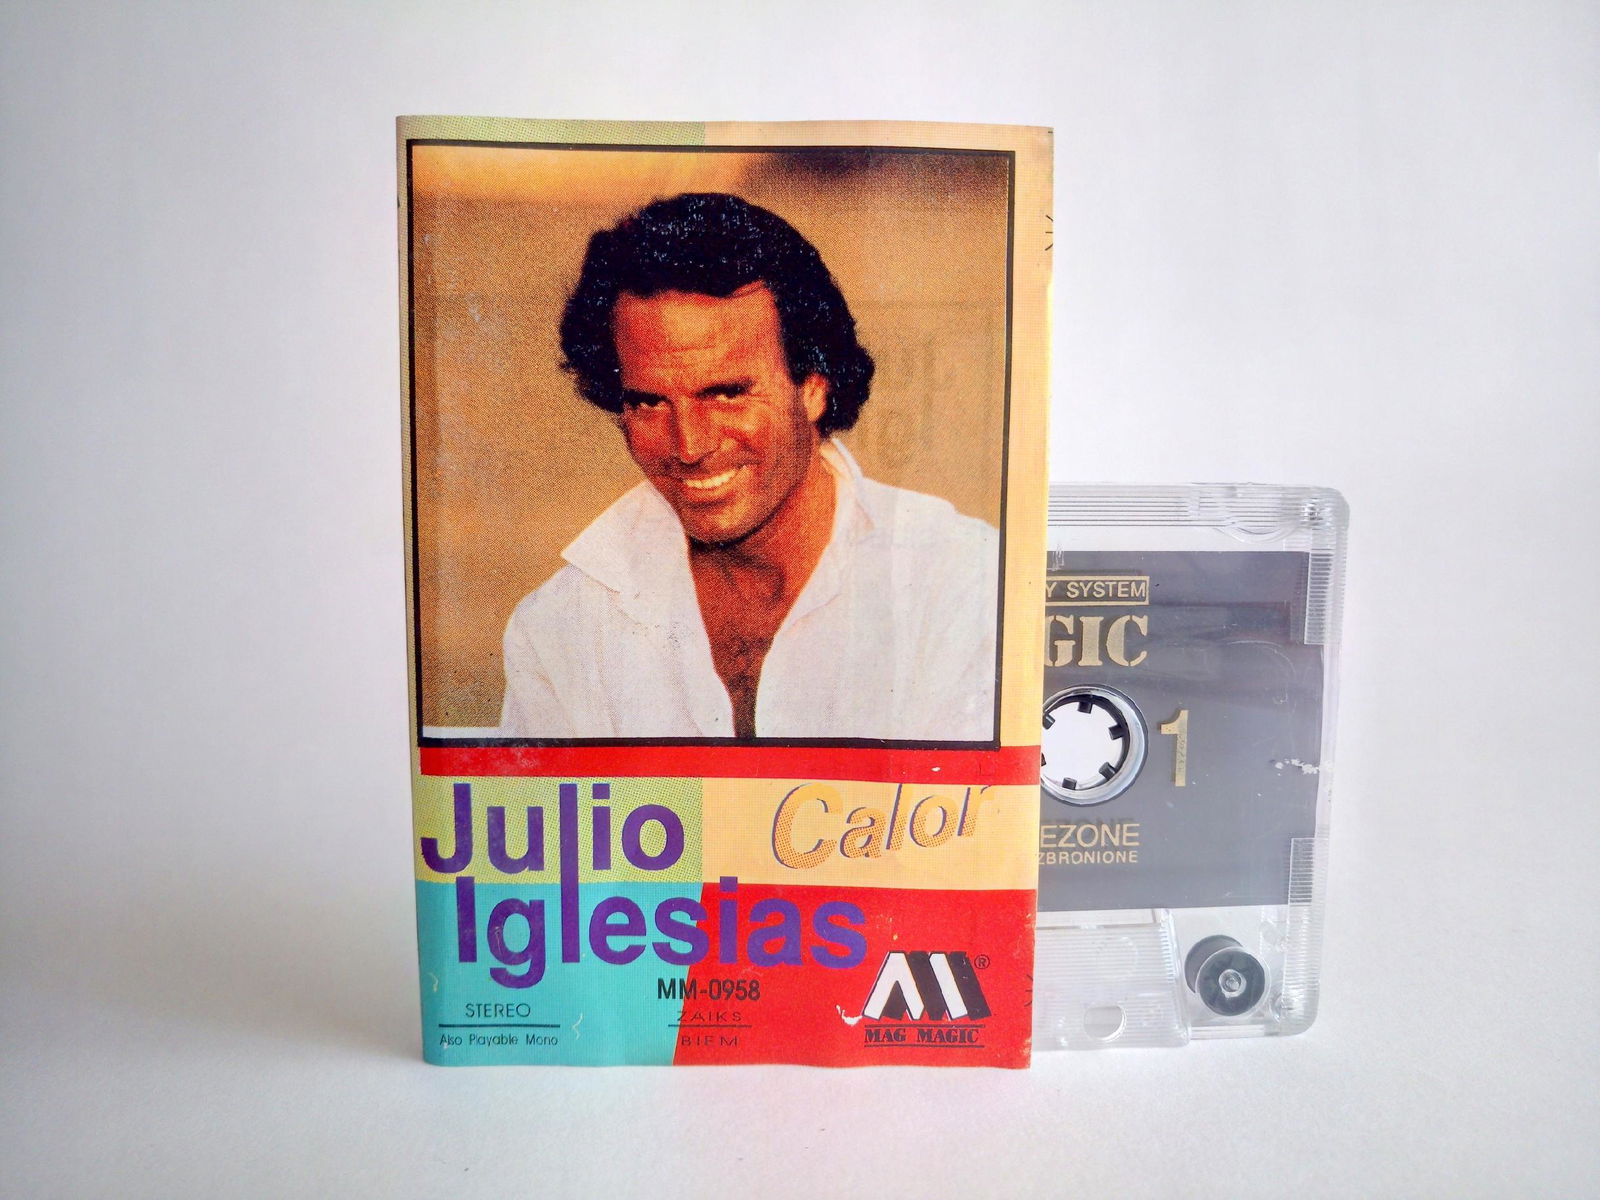 Julio
Iglesias
Calor
MM-0958
STEREO
Also Playable Mono
ZAIKS
BIEM
®
MAG MAGIC
Y SYSTEM
GIC
1
EZONE
ZBRONIONE